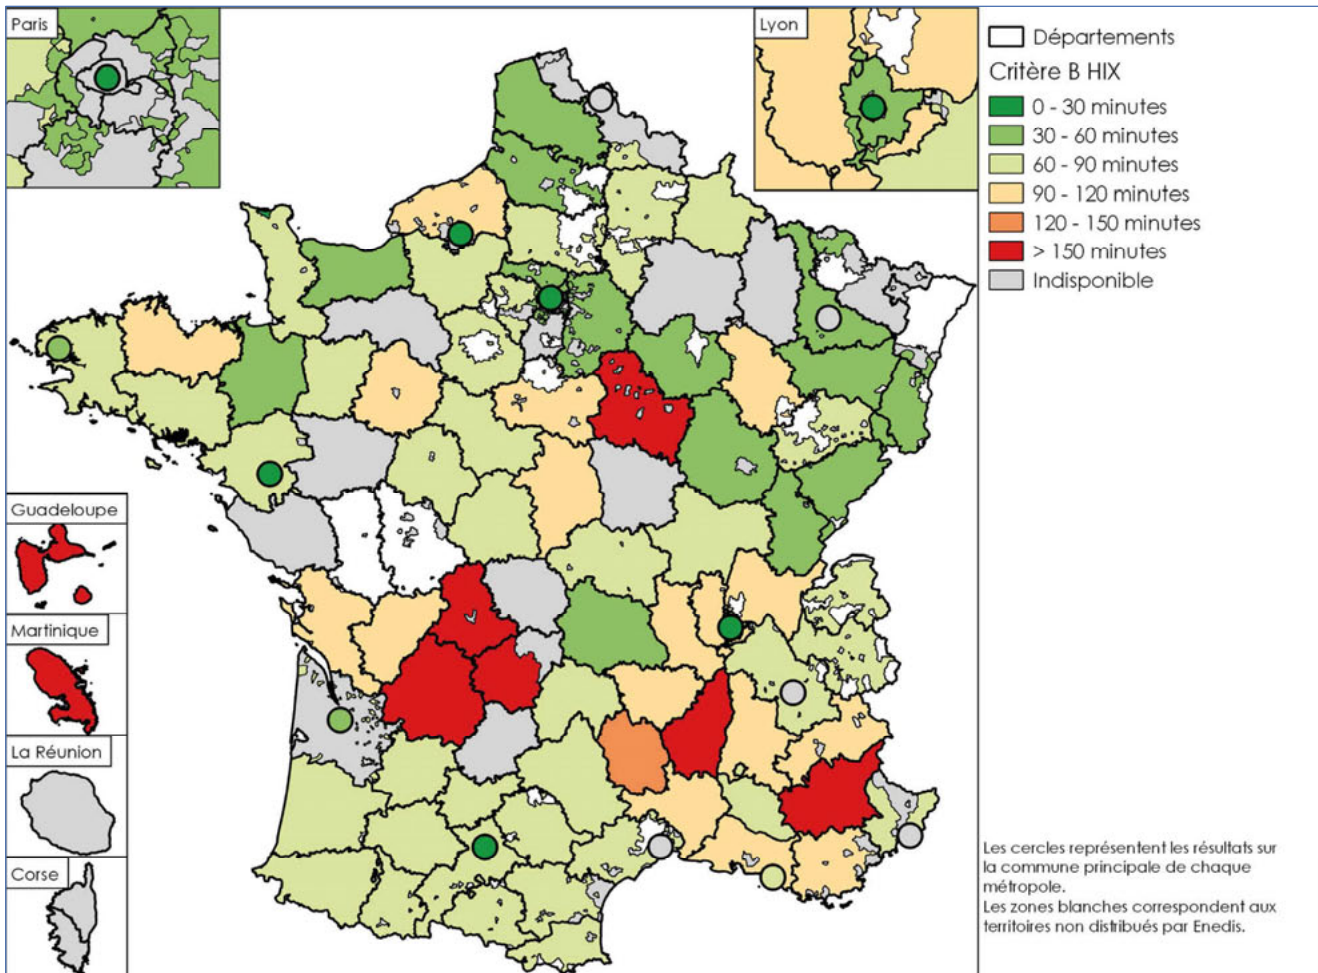 Paris
Lyon
Départements
Critère B HIX
0 - 30 minutes
30 - 60 minutes
60 - 90 minutes
90 - 120 minutes
120 - 150 minutes
> 150 minutes
Indisponible
Guadeloupe
Martinique
La Réunion
Corse
Les cercles représentent les résultats sur
la commune principale de chaque
métropole.
Les zones blanches correspondent aux
territoires non distribués par Enedis.